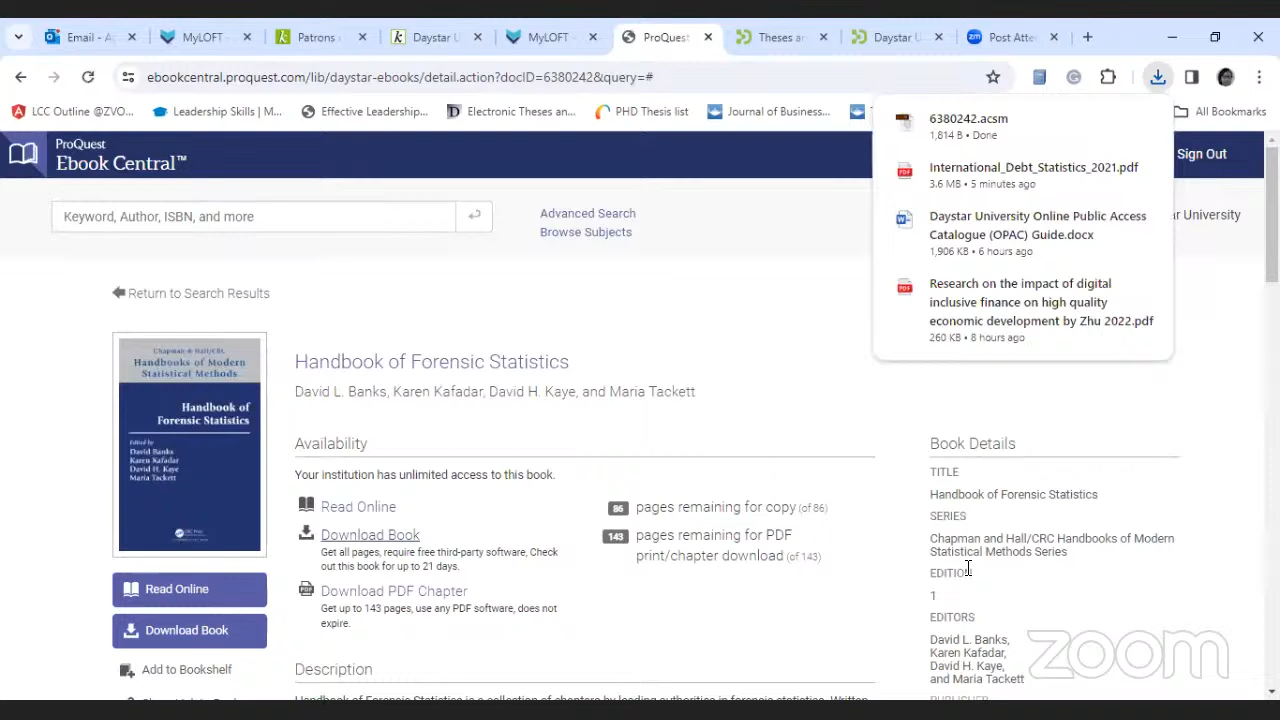 Email - A
MyLOFT -
Patrons
Daystar U
MyLOFT -
ProQuest
Theses an
Daystar U
Post Atte
ebookcentral.proquest.com/lib/daystar-ebooks/detail.action?docID=6380242&query=#
LCC Outline @ZVO...
Leadership Skills | M...
Effective Leadership...
Electronic Theses an...
PHD Thesis list
Journal of Business...
All Bookmarks
6380242.acsm
1,814 B • Done
International_Debt_Statistics_2021.pdf
3.6 MB • 5 minutes ago
Daystar University Online Public Access
Catalogue (OPAC) Guide.docx
1,906 KB • 6 hours ago
Research on the impact of digital
inclusive finance on high quality
economic development by Zhu 2022.pdf
260 KB • 8 hours ago
ProQuest
Ebook Central™
Sign Out
Keyword, Author, ISBN, and more
Advanced Search
Browse Subjects
ar University
Return to Search Results
Chapman & Hall/CRC
Handbooks of Modern
Statistical Methods
Handbook of
Forensic Statistics
Edited by
David Banks
Karen Kafadar
David H. Kaye
Maria Tackett
CRC Press
Handbook of Forensic Statistics
David L. Banks, Karen Kafadar, David H. Kaye, and Maria Tackett
Availability
Your institution has unlimited access to this book.
Read Online
Download Book
Get all pages, require free third-party software, Check
out this book for up to 21 days.
Download PDF Chapter
Get up to 143 pages, use any PDF software, does not
expire.
86 pages remaining for copy (of 86)
143 pages remaining for PDF
print/chapter download (of 143)
Read Online
Download Book
Add to Bookshelf
Description
Book Details
TITLE
Handbook of Forensic Statistics
SERIES
Chapman and Hall/CRC Handbooks of Modern
Statistical Methods Series
EDITION
1
EDITORS
David L. Banks,
Karen Kafadar,
David H. Kaye,
and Maria Tackett
PUBLISHER
zoom